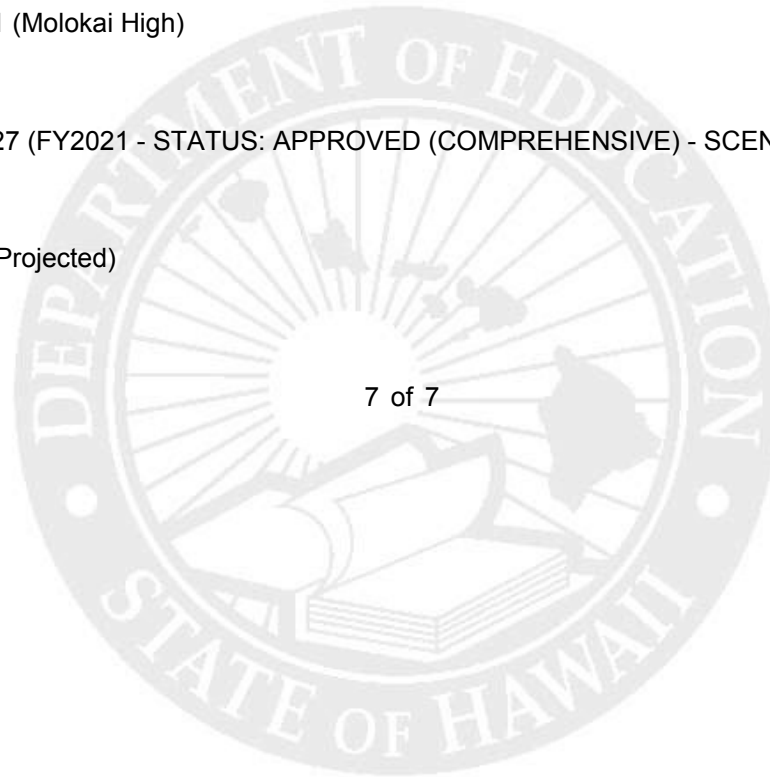 (Molokai High)
27 (FY2021 - STATUS: APPROVED (COMPREHENSIVE) - SCEN
Projected)
7 of 7
DEPARTMENT OF EDUCATION
STATE OF HAWAII